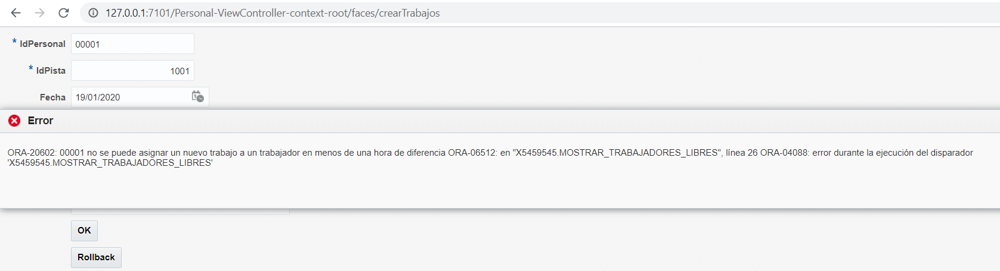 127.0.0.1:7101/Personal-ViewController-context-root/faces/crearTrabajos
* IdPersonal 00001
* IdPista 1001
Fecha 19/01/2020
Error
ORA-20602: 00001 no se puede asignar un nuevo trabajo a un trabajador en menos de una hora de diferencia ORA-06512: en "X5459545.MOSTRAR_TRABAJADORES_LIBRES", línea 26 ORA-04088: error durante la ejecución del disparador
'X5459545.MOSTRAR_TRABAJADORES_LIBRES'
OK
Rollback